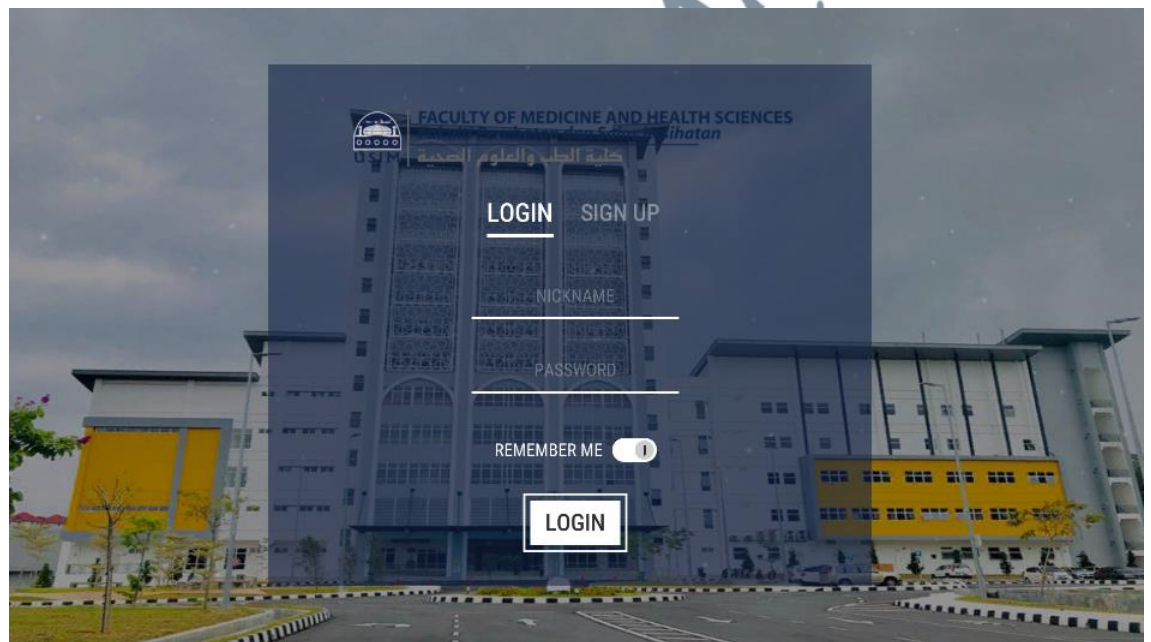 FACULTY OF MEDICINE AND HEALTH SCIENCES
كلية الطب والعلوم الصحية
USIM
LOGIN SIGN UP
NICKNAME
PASSWORD
REMEMBER ME
LOGIN